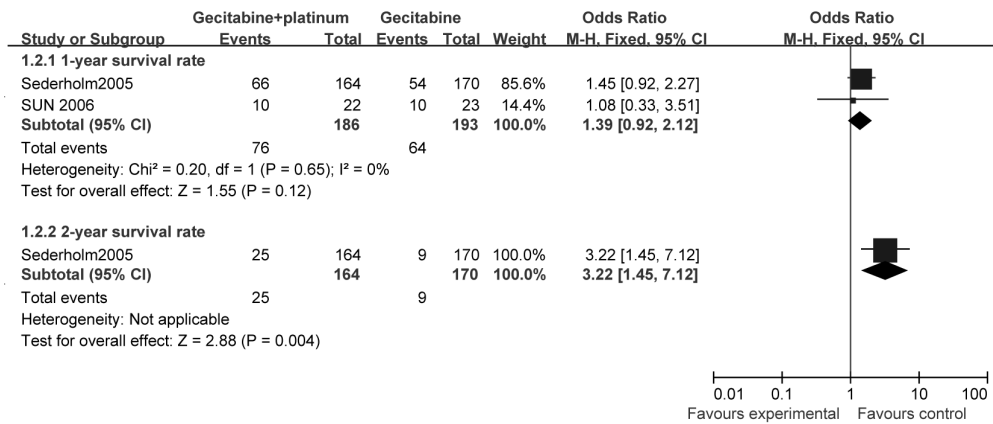 Gecitabine+platinum Gecitabine Odds Ratio Odds Ratio
Study or Subgroup Events Total Events Total Weight M-H, Fixed, 95% CI M-H, Fixed, 95% CI
1.2.1 1-year survival rate
Sederholm2005 66 164 54 170 85.6% 1.45 [0.92, 2.27]
SUN 2006 10 22 10 23 14.4% 1.08 [0.33, 3.51]
Subtotal (95% CI) 186 193 100.0% 1.39 [0.92, 2.12]
Total events 76 64
Heterogeneity: Chi² = 0.20, df = 1 (P = 0.65); I² = 0%
Test for overall effect: Z = 1.55 (P = 0.12)
1.2.2 2-year survival rate
Sederholm2005 25 164 9 170 100.0% 3.22 [1.45, 7.12]
Subtotal (95% CI) 164 170 100.0% 3.22 [1.45, 7.12]
Total events 25 9
Heterogeneity: Not applicable
Test for overall effect: Z = 2.88 (P = 0.004)
0.01 0.1 1 10 100
Favours experimental Favours control